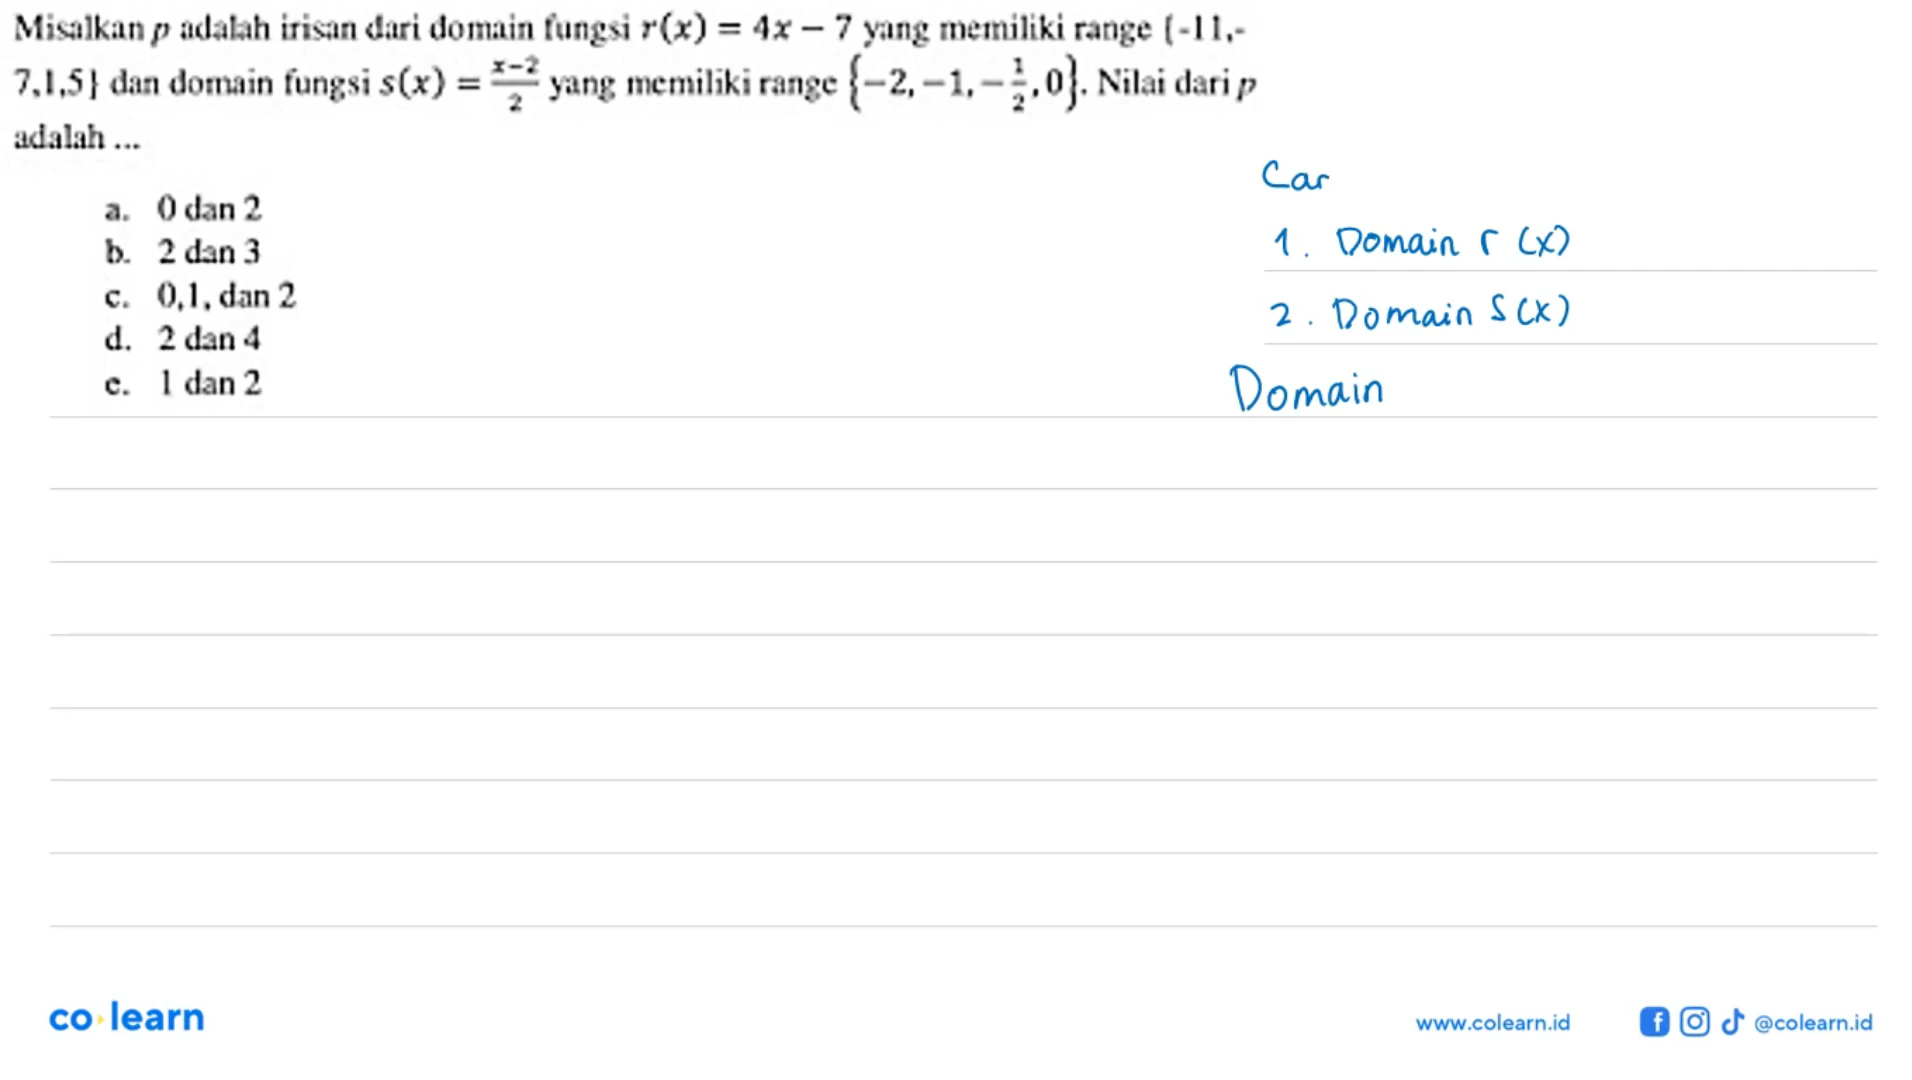 Misalkan p adalah irisan dari domain fungsi r(x) = 4x − 7 yang memiliki range {-11,-
7,1,5} dan domain fungsi s(x) = \frac{x-2}{2} yang memiliki range {−2, −1, −\frac{1}{2}, 0}. Nilai dari p
adalah ...
a. 0 dan 2
b. 2 dan 3
c. 0,1, dan 2
d. 2 dan 4
e. 1 dan 2
Car
1. Domain r (x)
2. Domain S(x)
Domain
co learn
www.colearn.id
@colearn.id